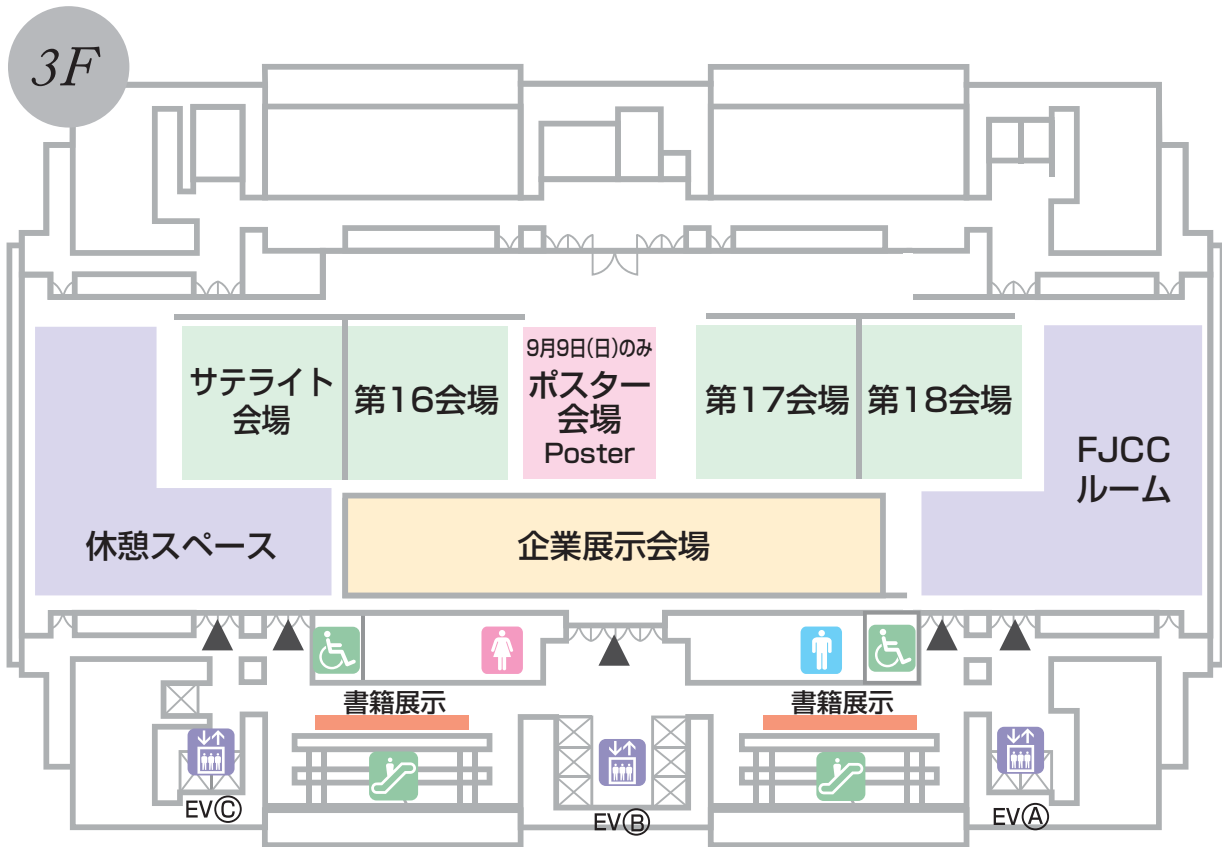 3F
サテライト
会場
第16会場
9月9日(日)のみ
ポスター
会場
Poster
第17会場
第18会場
FJCC
ルーム
休憩スペース
企業展示会場
書籍展示
書籍展示
EVⒸ
EVⒷ
EVⒶ